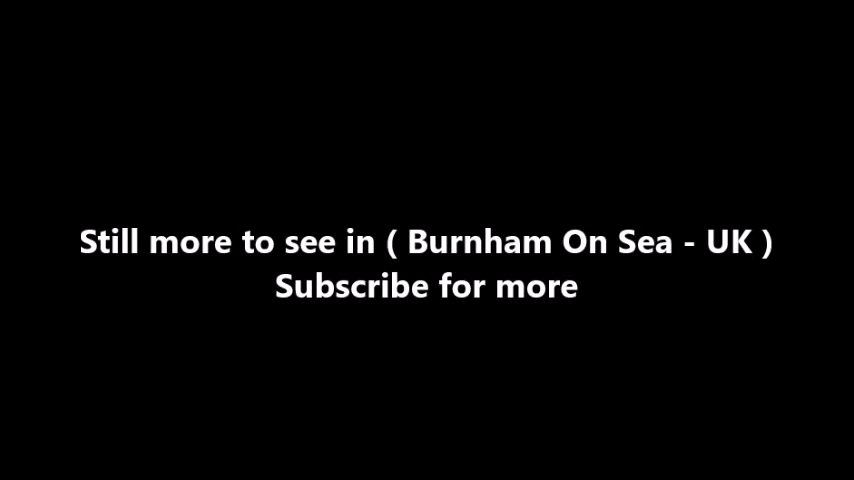 Still more to see in ( Burnham On Sea - UK )
Subscribe for more